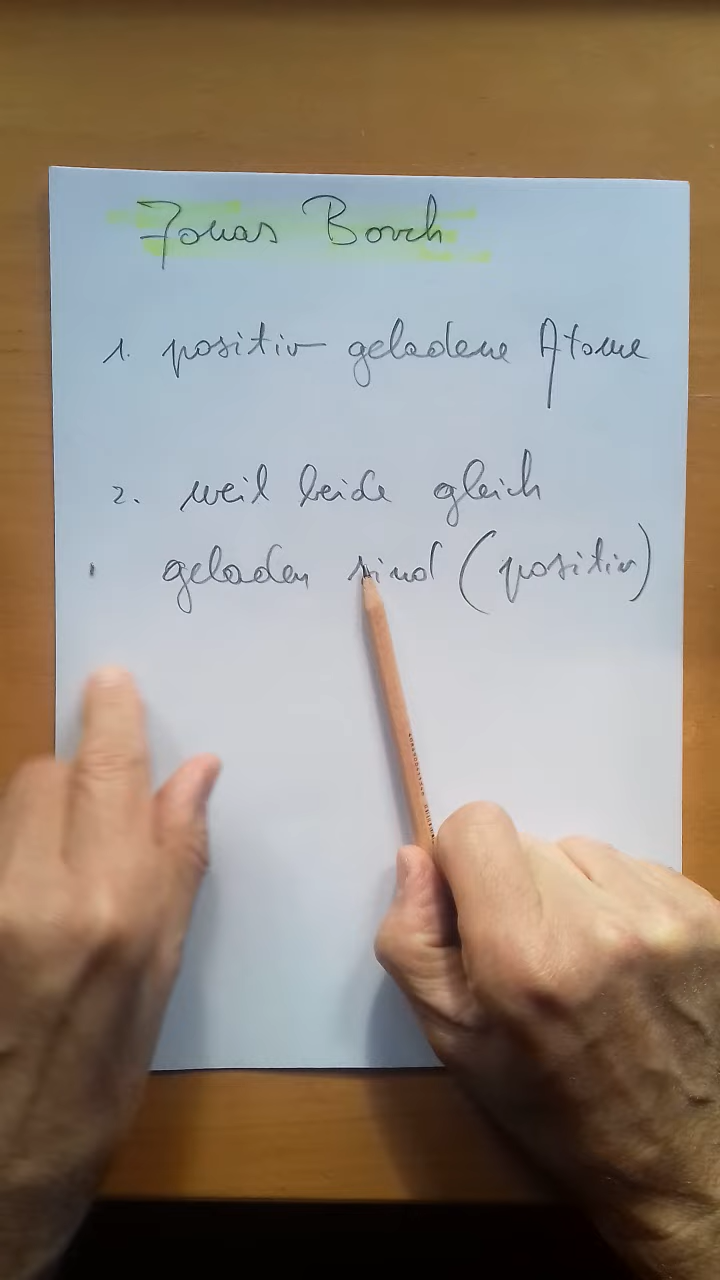 Jonas Borch
1. positiv geladene Atome
2. weil beide gleich
geladen sind (positiv)